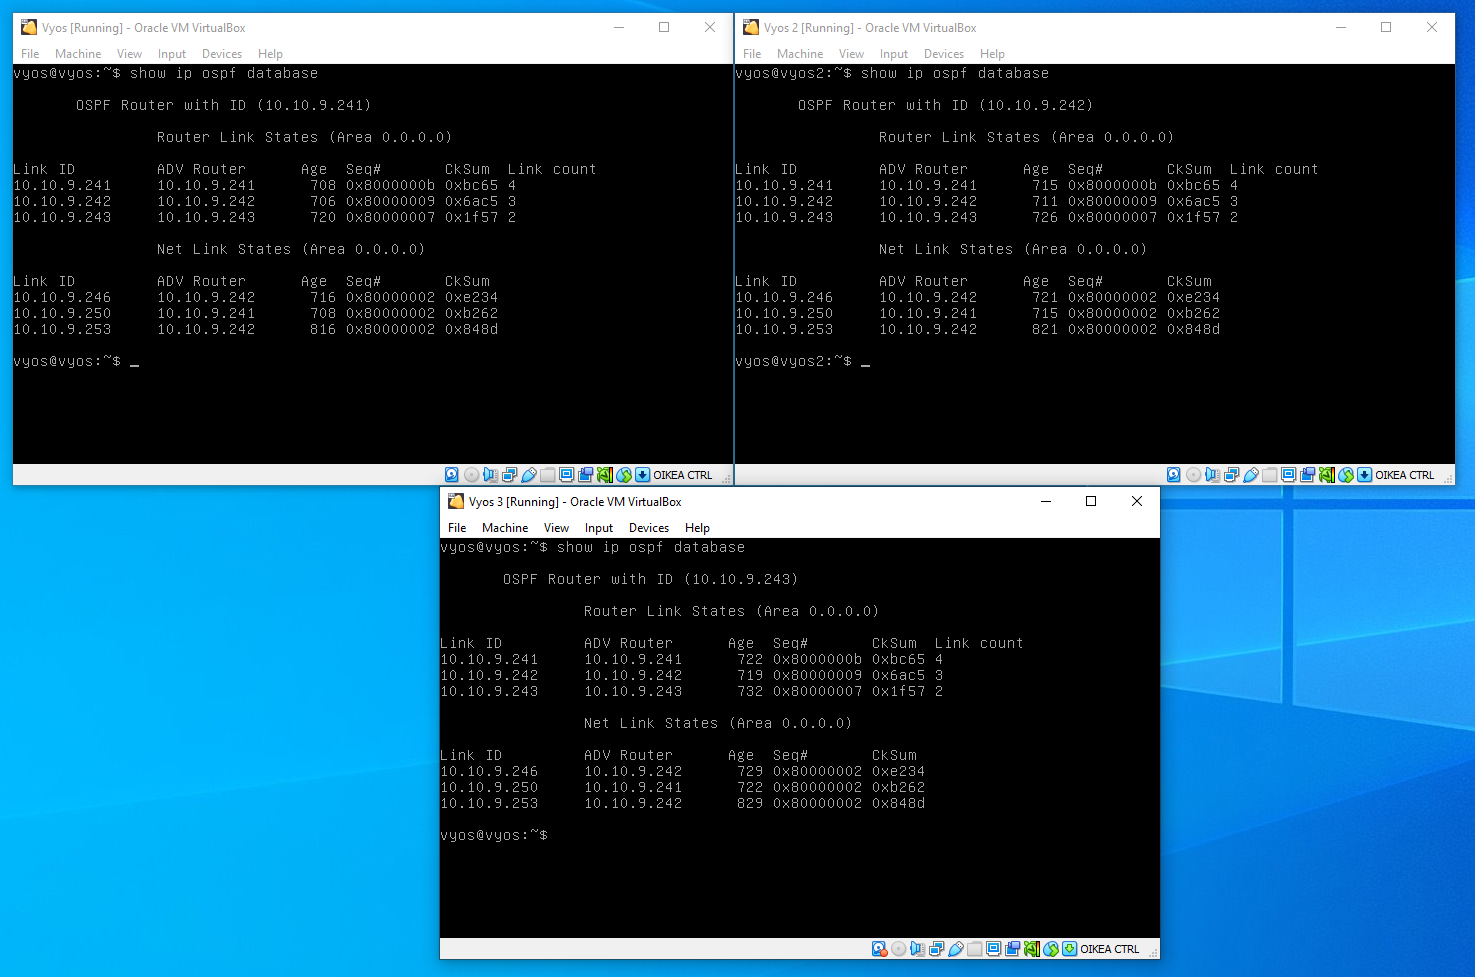 Vyos [Running] - Oracle VM VirtualBox
File Machine View Input Devices Help
vyos@vyos:~$ show ip ospf database
OSPF Router with ID (10.10.9.241)
Router Link States (Area 0.0.0.0)
Link ID ADV Router Age Seq# CkSum Link count
10.10.9.241 10.10.9.241 708 0x8000000b 0xbc65 4
10.10.9.242 10.10.9.242 706 0x80000009 0x6ac5 3
10.10.9.243 10.10.9.243 720 0x80000007 0x1f57 2
Net Link States (Area 0.0.0.0)
Link ID ADV Router Age Seq# CkSum
10.10.9.246 10.10.9.242 716 0x80000002 0xe234
10.10.9.250 10.10.9.241 708 0x80000002 0xb262
10.10.9.253 10.10.9.242 816 0x80000002 0x848d
vyos@vyos:~$ _
OIKEA CTRL
Vyos 2 [Running] - Oracle VM VirtualBox
File Machine View Input Devices Help
vyos@vyos2:~$ show ip ospf database
OSPF Router with ID (10.10.9.242)
Router Link States (Area 0.0.0.0)
Link ID ADV Router Age Seq# CkSum Link count
10.10.9.241 10.10.9.241 715 0x8000000b 0xbc65 4
10.10.9.242 10.10.9.242 711 0x80000009 0x6ac5 3
10.10.9.243 10.10.9.243 726 0x80000007 0x1f57 2
Net Link States (Area 0.0.0.0)
Link ID ADV Router Age Seq# CkSum
10.10.9.246 10.10.9.242 721 0x80000002 0xe234
10.10.9.250 10.10.9.241 715 0x80000002 0xb262
10.10.9.253 10.10.9.242 821 0x80000002 0x848d
vyos@vyos2:~$ _
OIKEA CTRL
Vyos 3 [Running] - Oracle VM VirtualBox
File Machine View Input Devices Help
vyos@vyos:~$ show ip ospf database
OSPF Router with ID (10.10.9.243)
Router Link States (Area 0.0.0.0)
Link ID ADV Router Age Seq# CkSum Link count
10.10.9.241 10.10.9.241 722 0x8000000b 0xbc65 4
10.10.9.242 10.10.9.242 719 0x80000009 0x6ac5 3
10.10.9.243 10.10.9.243 732 0x80000007 0x1f57 2
Net Link States (Area 0.0.0.0)
Link ID ADV Router Age Seq# CkSum
10.10.9.246 10.10.9.242 729 0x80000002 0xe234
10.10.9.250 10.10.9.241 722 0x80000002 0xb262
10.10.9.253 10.10.9.242 829 0x80000002 0x848d
vyos@vyos:~$
OIKEA CTRL